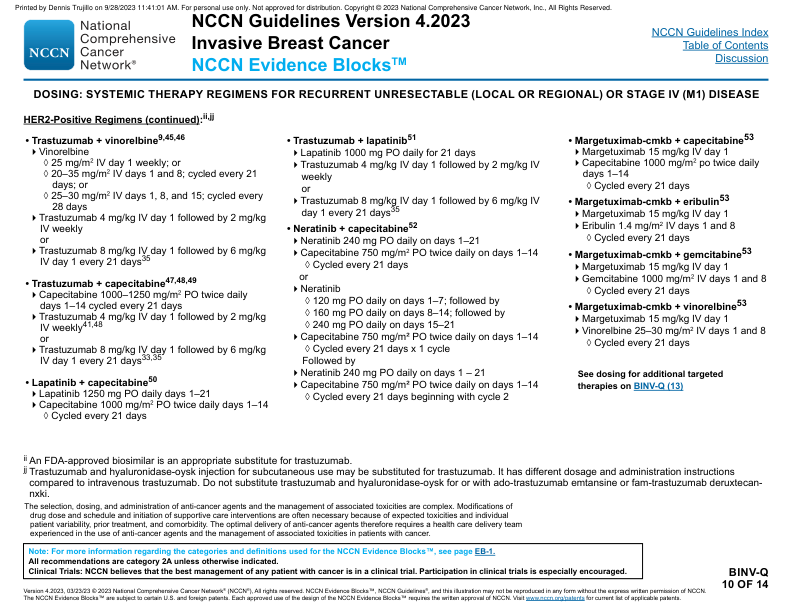 Printed by Dennis Trujillo on 9/28/2023 11:41:01 AM. For personal use only. Not approved for distribution. Copyright © 2023 National Comprehensive Cancer Network, Inc., All Rights Reserved.
NCCN
National
Comprehensive
Cancer
Network®
NCCN Guidelines Version 4.2023
Invasive Breast Cancer
NCCN Evidence Blocks™
NCCN Guidelines Index
Table of Contents
Discussion
DOSING: SYSTEMIC THERAPY REGIMENS FOR RECURRENT UNRESECTABLE (LOCAL OR REGIONAL) OR STAGE IV (M1) DISEASE
HER2-Positive Regimens (continued):ii,jj
• Trastuzumab + vinorelbine9,45,46
Vinorelbine
◊ 25 mg/m² IV day 1 weekly; or
◊ 20–35 mg/m² IV days 1 and 8; cycled every 21
days; or
◊ 25–30 mg/m² IV days 1, 8, and 15; cycled every
28 days
Trastuzumab 4 mg/kg IV day 1 followed by 2 mg/kg
IV weekly
or
Trastuzumab 8 mg/kg IV day 1 followed by 6 mg/kg
IV day 1 every 21 days35
• Trastuzumab + capecitabine47,48,49
Capecitabine 1000–1250 mg/m² PO twice daily
days 1–14 cycled every 21 days
Trastuzumab 4 mg/kg IV day 1 followed by 2 mg/kg
IV weekly41,48
or
Trastuzumab 8 mg/kg IV day 1 followed by 6 mg/kg
IV day 1 every 21 days33,35
• Lapatinib + capecitabine50
Lapatinib 1250 mg PO daily days 1–21
Capecitabine 1000 mg/m² PO twice daily days 1–14
◊ Cycled every 21 days
• Trastuzumab + lapatinib51
Lapatinib 1000 mg PO daily for 21 days
Trastuzumab 4 mg/kg IV day 1 followed by 2 mg/kg IV
weekly
or
Trastuzumab 8 mg/kg IV day 1 followed by 6 mg/kg IV
day 1 every 21 days35
• Neratinib + capecitabine52
Neratinib 240 mg PO daily on days 1–21
Capecitabine 750 mg/m² PO twice daily on days 1–14
◊ Cycled every 21 days
or
Neratinib
◊ 120 mg PO daily on days 1–7; followed by
◊ 160 mg PO daily on days 8–14; followed by
◊ 240 mg PO daily on days 15–21
Capecitabine 750 mg/m² PO twice daily on days 1–14
◊ Cycled every 21 days x 1 cycle
Followed by
Neratinib 240 mg PO daily on days 1 – 21
Capecitabine 750 mg/m² PO twice daily on days 1–14
◊ Cycled every 21 days beginning with cycle 2
• Margetuximab-cmkb + capecitabine53
Margetuximab 15 mg/kg IV day 1
Capecitabine 1000 mg/m² po twice daily
days 1–14
◊ Cycled every 21 days
• Margetuximab-cmkb + eribulin53
Margetuximab 15 mg/kg IV day 1
Eribulin 1.4 mg/m² IV days 1 and 8
◊ Cycled every 21 days
• Margetuximab-cmkb + gemcitabine53
Margetuximab 15 mg/kg IV day 1
Gemcitabine 1000 mg/m² IV days 1 and 8
◊ Cycled every 21 days
• Margetuximab-cmkb + vinorelbine53
Margetuximab 15 mg/kg IV day 1
Vinorelbine 25–30 mg/m² IV days 1 and 8
◊ Cycled every 21 days
See dosing for additional targeted
therapies on BINV-Q (13)
ii An FDA-approved biosimilar is an appropriate substitute for trastuzumab.
jj Trastuzumab and hyaluronidase-oysk injection for subcutaneous use may be substituted for trastuzumab. It has different dosage and administration instructions
compared to intravenous trastuzumab. Do not substitute trastuzumab and hyaluronidase-oysk for or with ado-trastuzumab emtansine or fam-trastuzumab deruxtecan-
nxki.
The selection, dosing, and administration of anti-cancer agents and the management of associated toxicities are complex. Modifications of
drug dose and schedule and initiation of supportive care interventions are often necessary because of expected toxicities and individual
patient variability, prior treatment, and comorbidity. The optimal delivery of anti-cancer agents therefore requires a health care delivery team
experienced in the use of anti-cancer agents and the management of associated toxicities in patients with cancer.
Note: For more information regarding the categories and definitions used for the NCCN Evidence Blocks™, see page EB-1.
All recommendations are category 2A unless otherwise indicated.
Clinical Trials: NCCN believes that the best management of any patient with cancer is in a clinical trial. Participation in clinical trials is especially encouraged.
BINV-Q
10 OF 14
Version 4.2023, 03/23/23 © 2023 National Comprehensive Cancer Network® (NCCN®), All rights reserved. NCCN Evidence Blocks™, NCCN Guidelines®, and this illustration may not be reproduced in any form without the express written permission of NCCN.
The NCCN Evidence Blocks™ are subject to certain U.S. and foreign patents. Each approved use of the design of the NCCN Evidence Blocks™ requires the written approval of NCCN. Visit www.nccn.org/patents for current list of applicable patents.